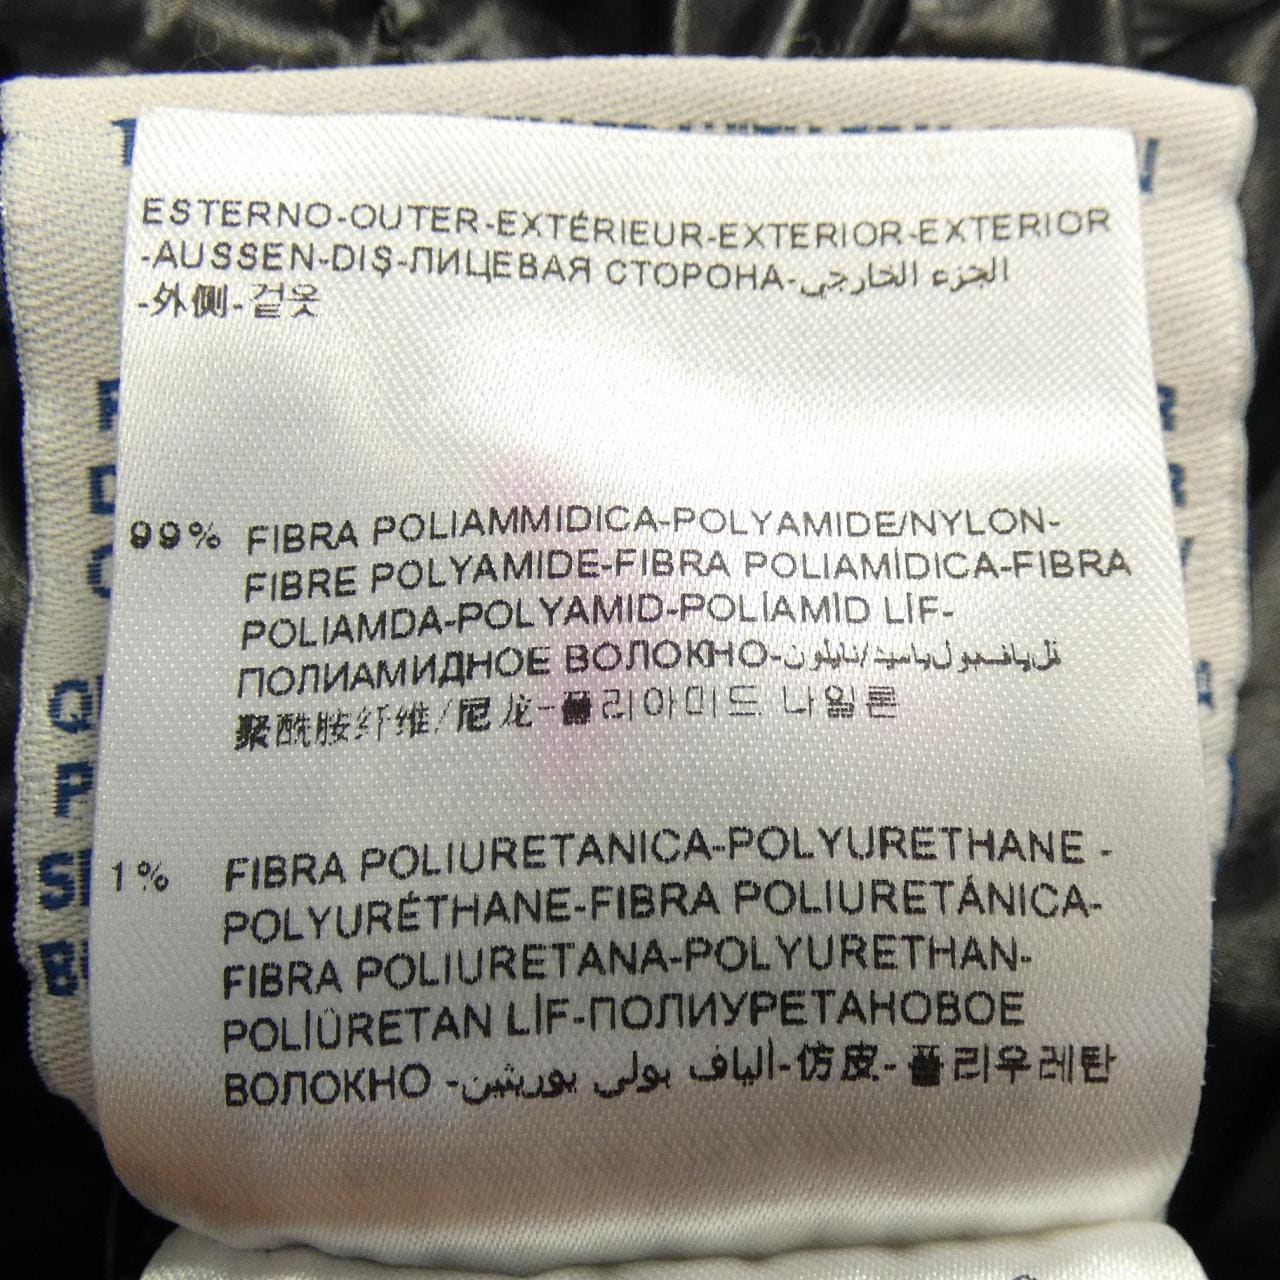 ESTERNO-OUTER-EXTÉRIEUR-EXTERIOR-EXTERIOR
-AUSSEN-DIŞ-ЛИЦЕВАЯ СТОРОНА-الجزء الخارجي
-外侧-겉옷
99% FIBRA POLIAMMIDICA-POLYAMIDE/NYLON-
FIBRE POLYAMIDE-FIBRA POLIAMÍDICA-FIBRA
POLIAMDA-POLYAMID-POLİAMİD LİF-
ПОЛИАМИДНОЕ ВОЛОКНО-
聚酰胺纤维/尼龙-폴리아미드 나일론
1% FIBRA POLIURETANICA-POLYURETHANE -
POLYURÉTHANE-FIBRA POLIURETÁNICA-
FIBRA POLIURETANA-POLYURETHAN-
POLİÜRETAN LİF-ПОЛИУРЕТАНОВОЕ
ВОЛОКНО -ألياف بولي يوريثين-仿皮-폴리우레탄